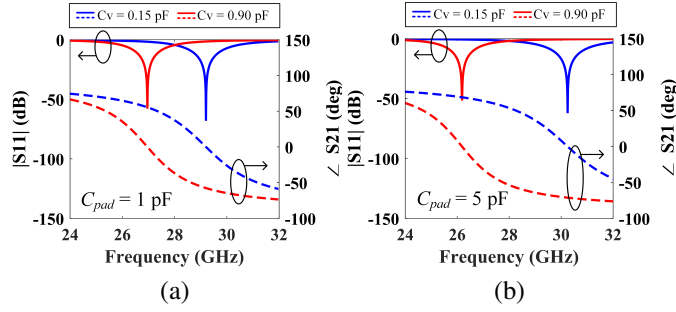 Cv = 0.15 pF Cv = 0.90 pF
0 150
100
-50 50
|S11| (dB) ∠ S21 (deg)
-100 0
-50
-150 -100
C_pad = 1 pF
24 26 28 30 32
Frequency (GHz)
(a)
Cv = 0.15 pF Cv = 0.90 pF
0 150
100
-50 50
|S11| (dB) ∠ S21 (deg)
-100 0
-50
-150 -100
C_pad = 5 pF
24 26 28 30 32
Frequency (GHz)
(b)